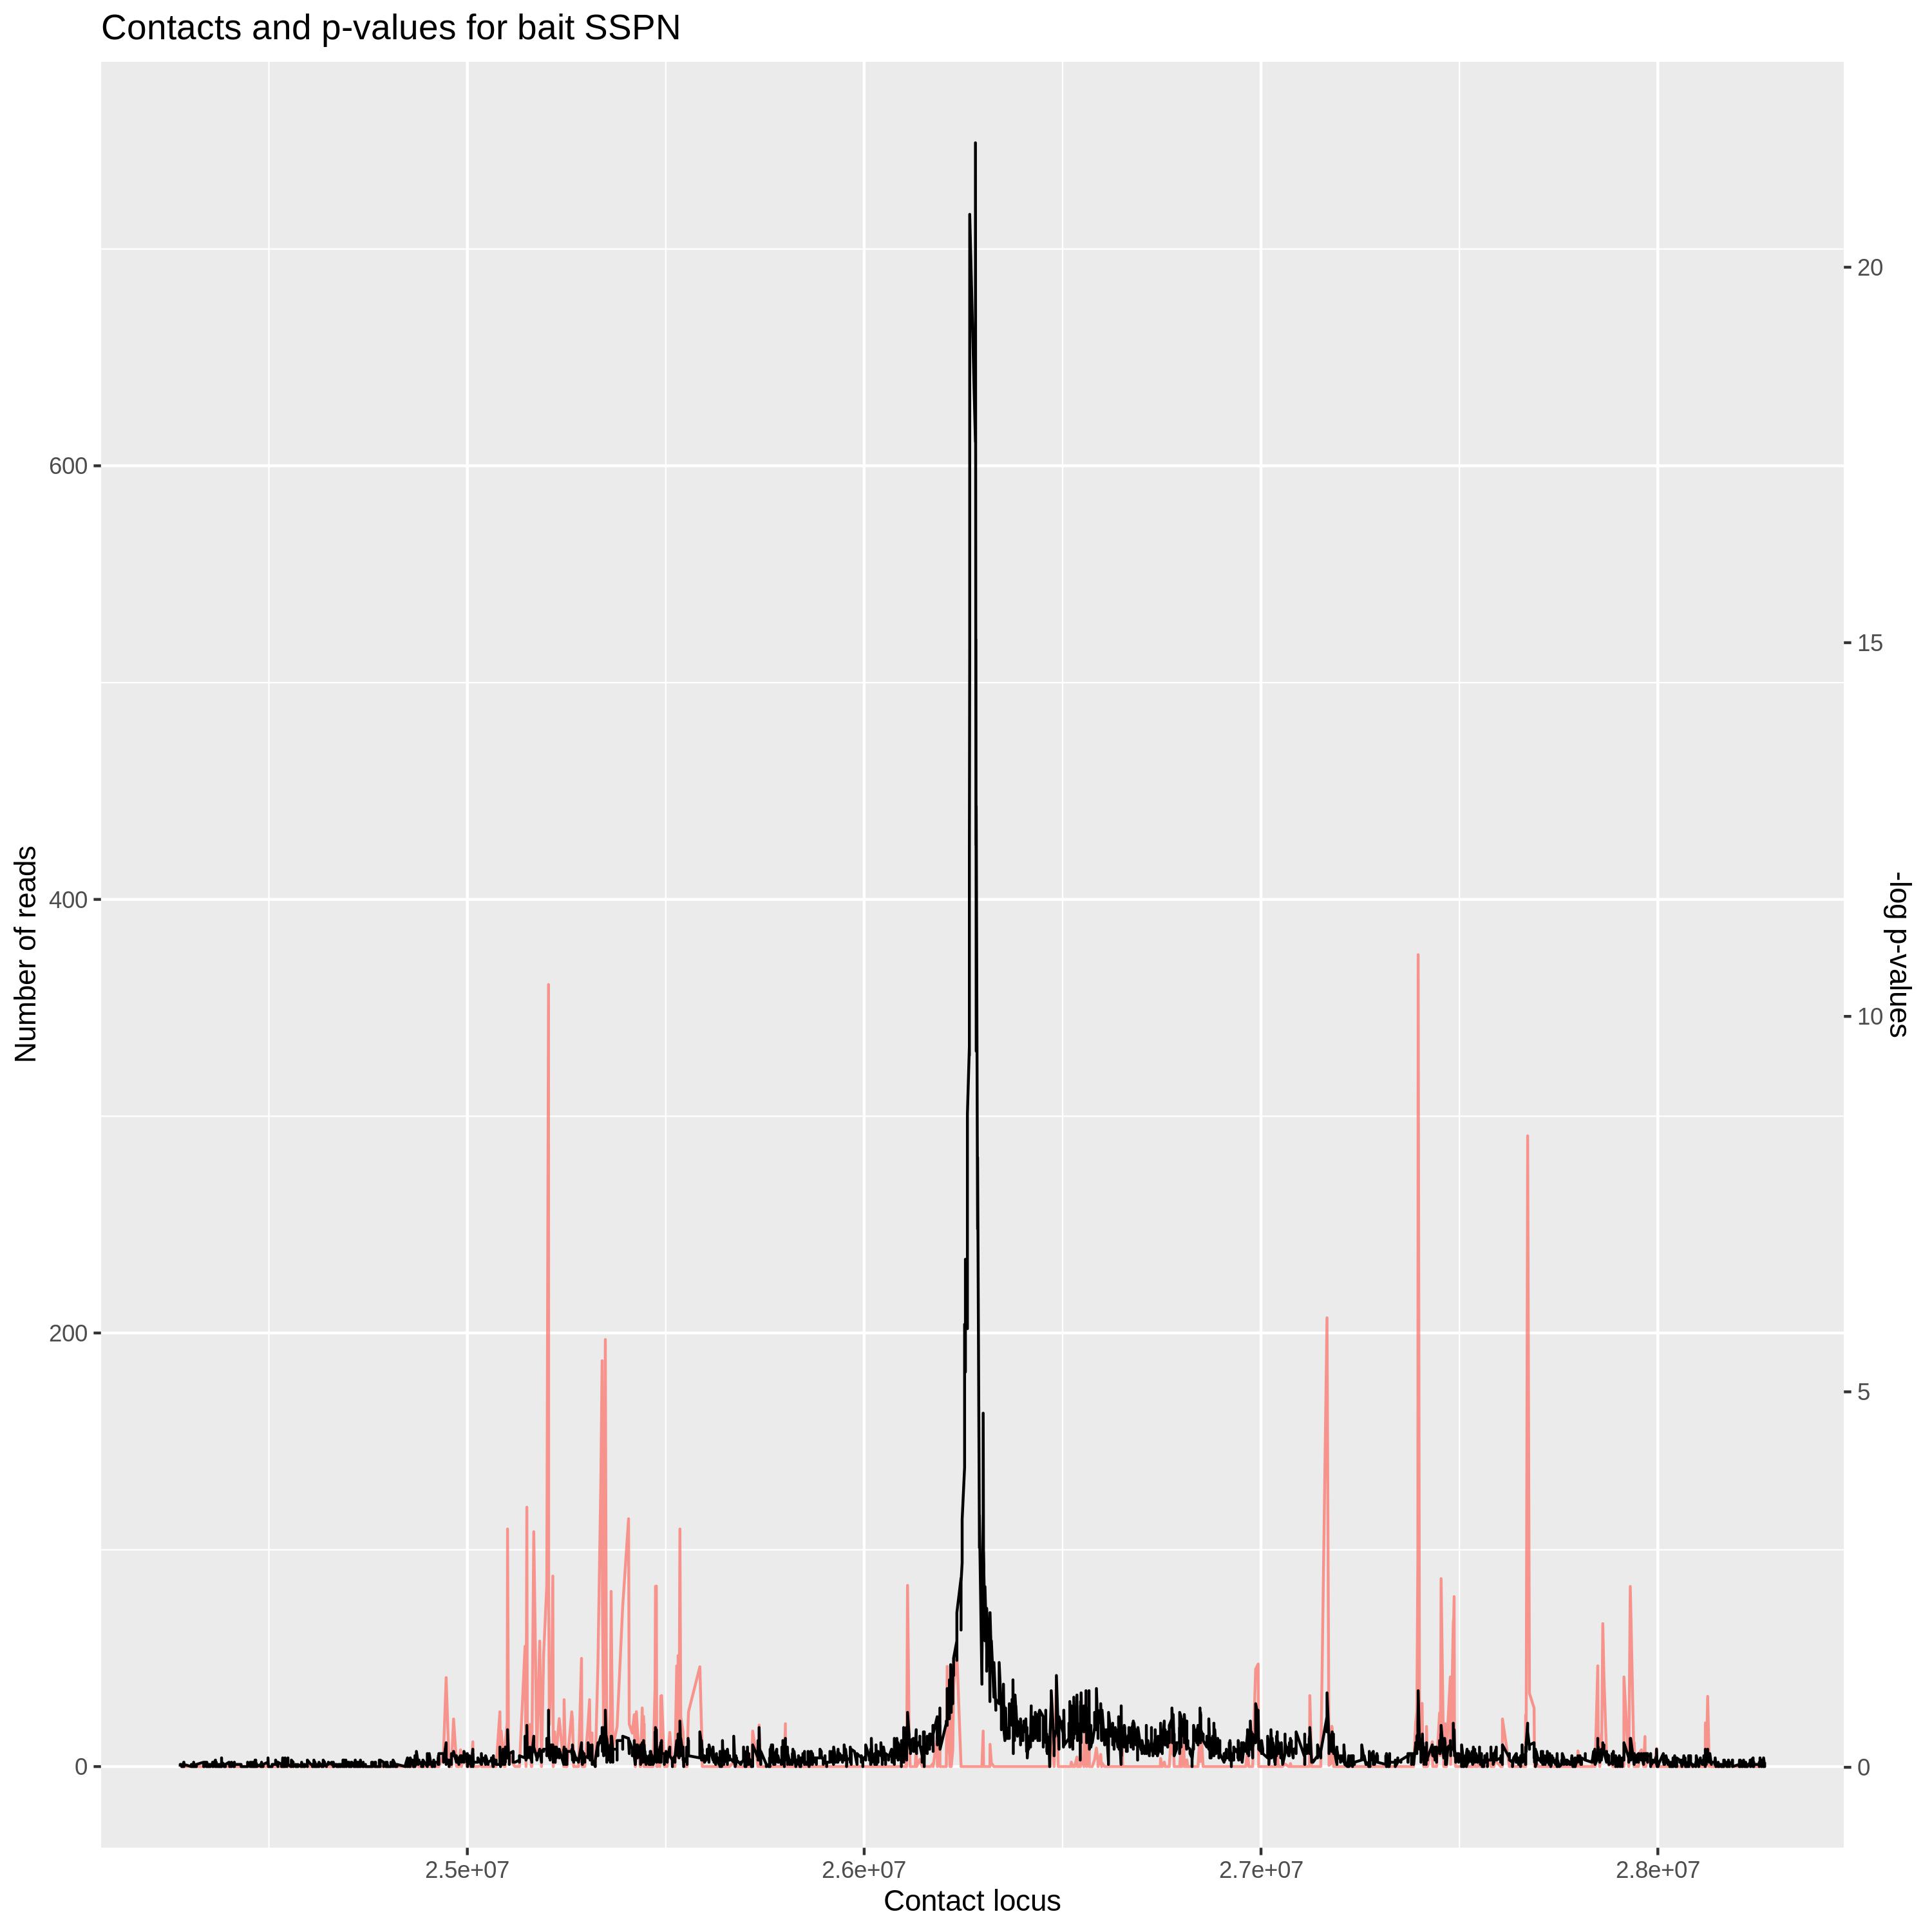 Contacts and p-values for bait SSPN
Number of reads
600
400
200
0
20
15
10
5
0
-log p-values
2.5e+07
2.6e+07
2.7e+07
2.8e+07
Contact locus